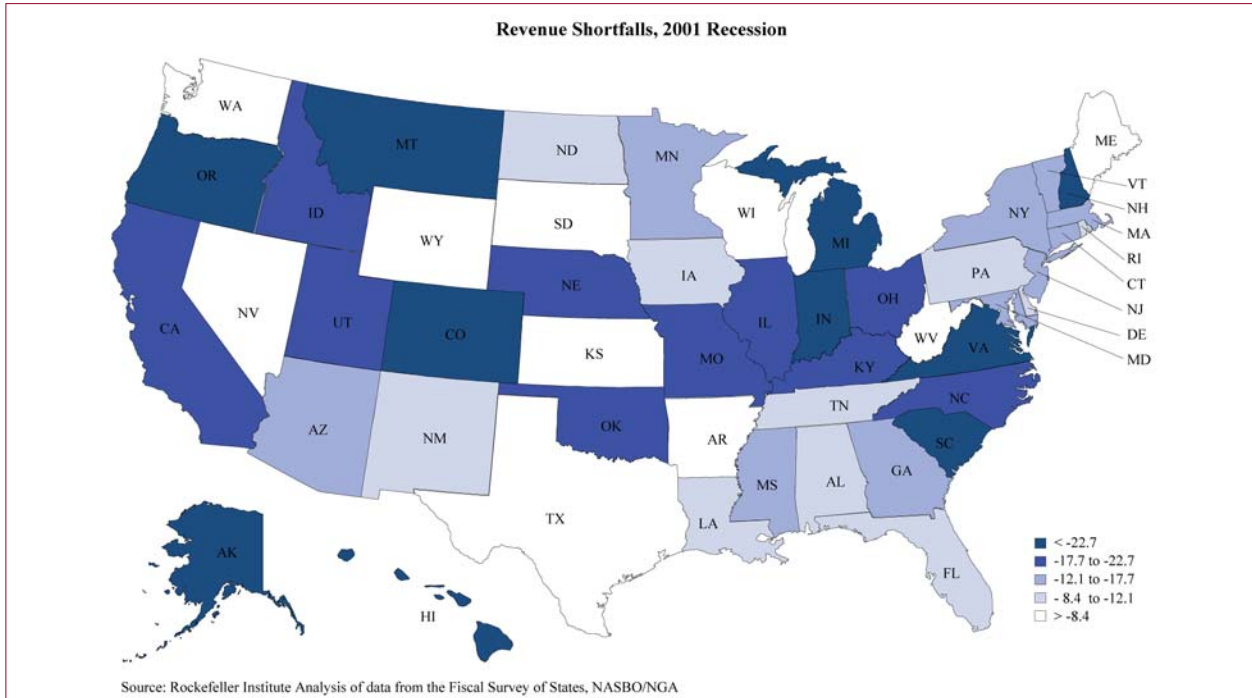 Revenue Shortfalls, 2001 Recession
WA
MT
ND
MN
ME
OR
VT
ID
WI
NH
SD
NY
WY
MI
MA
RI
IA
PA
CT
NE
NV
OH
NJ
UT
IL
IN
DE
CA
CO
WV
MD
KS
MO
VA
KY
NC
TN
AZ
OK
NM
AR
SC
MS
AL
GA
TX
LA
< -22.7
AK
-17.7 to -22.7
FL
-12.1 to -17.7
- 8.4 to -12.1
HI
> -8.4
Source: Rockefeller Institute Analysis of data from the Fiscal Survey of States, NASBO/NGA